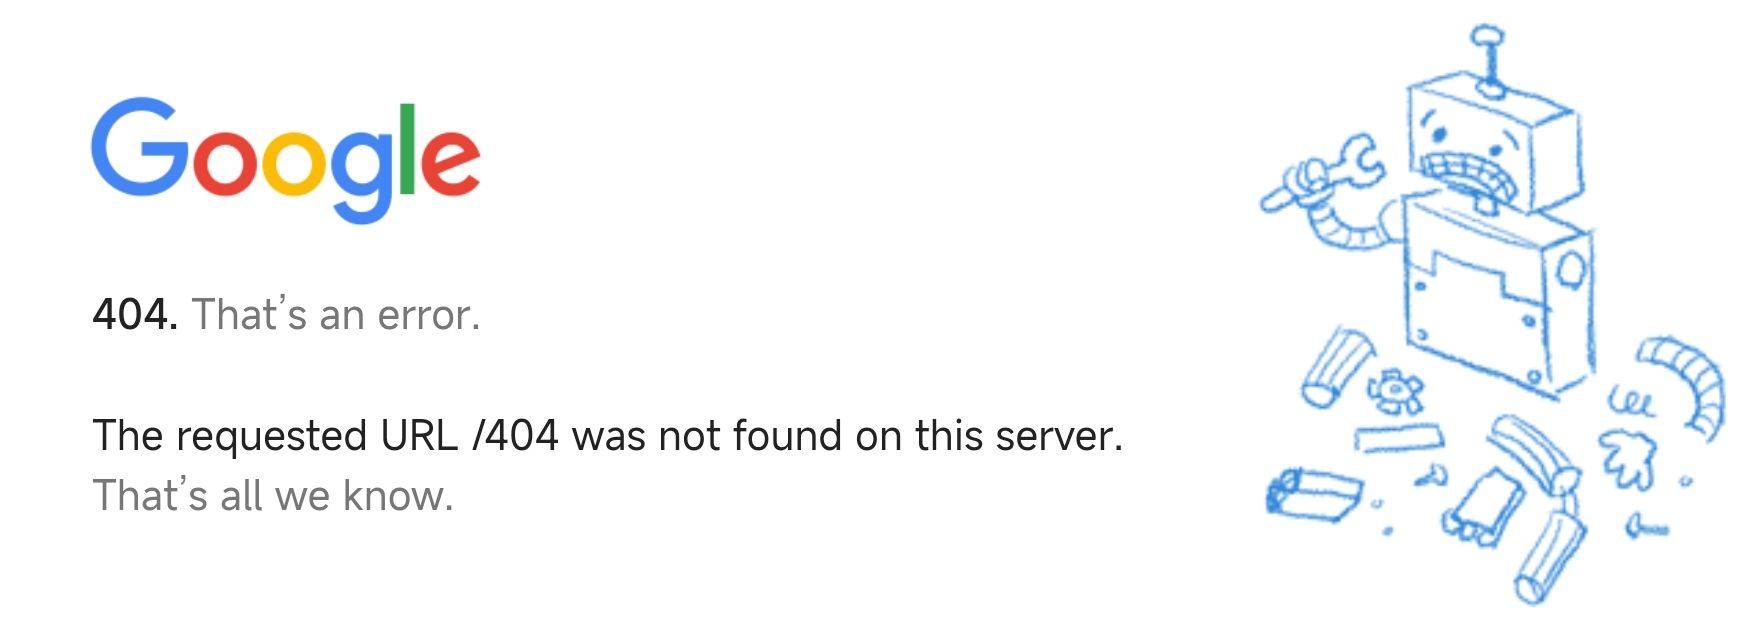 Google
404. That’s an error.
The requested URL /404 was not found on this server.
That’s all we know.